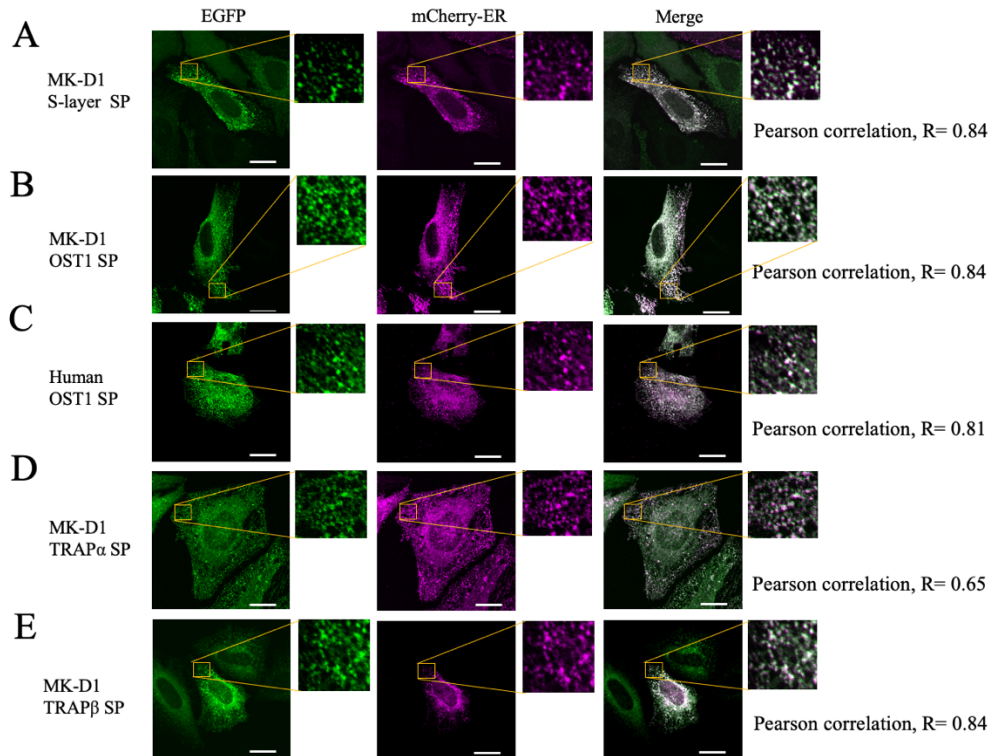 EGFP mCherry-ER Merge
A
MK-D1
S-layer SP
Pearson correlation, R= 0.84
B
MK-D1
OST1 SP
Pearson correlation, R= 0.84
C
Human
OST1 SP
Pearson correlation, R= 0.81
D
MK-D1
TRAPα SP
Pearson correlation, R= 0.65
E
MK-D1
TRAPβ SP
Pearson correlation, R= 0.84